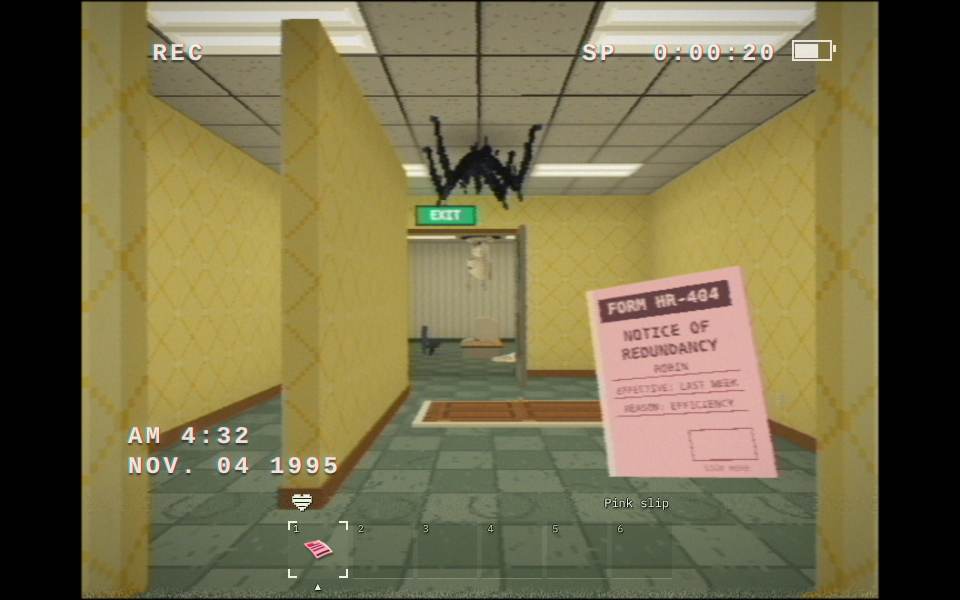 REC
SP 0:00:20
EXIT
FORM HR-404
NOTICE OF
REDUNDANCY
ROBIN
EFFECTIVE: LAST WEEK
REASON: EFFICIENCY
SIGN HERE
AM 4:32
NOV. 04 1995
Pink slip
1 2 3 4 5 6